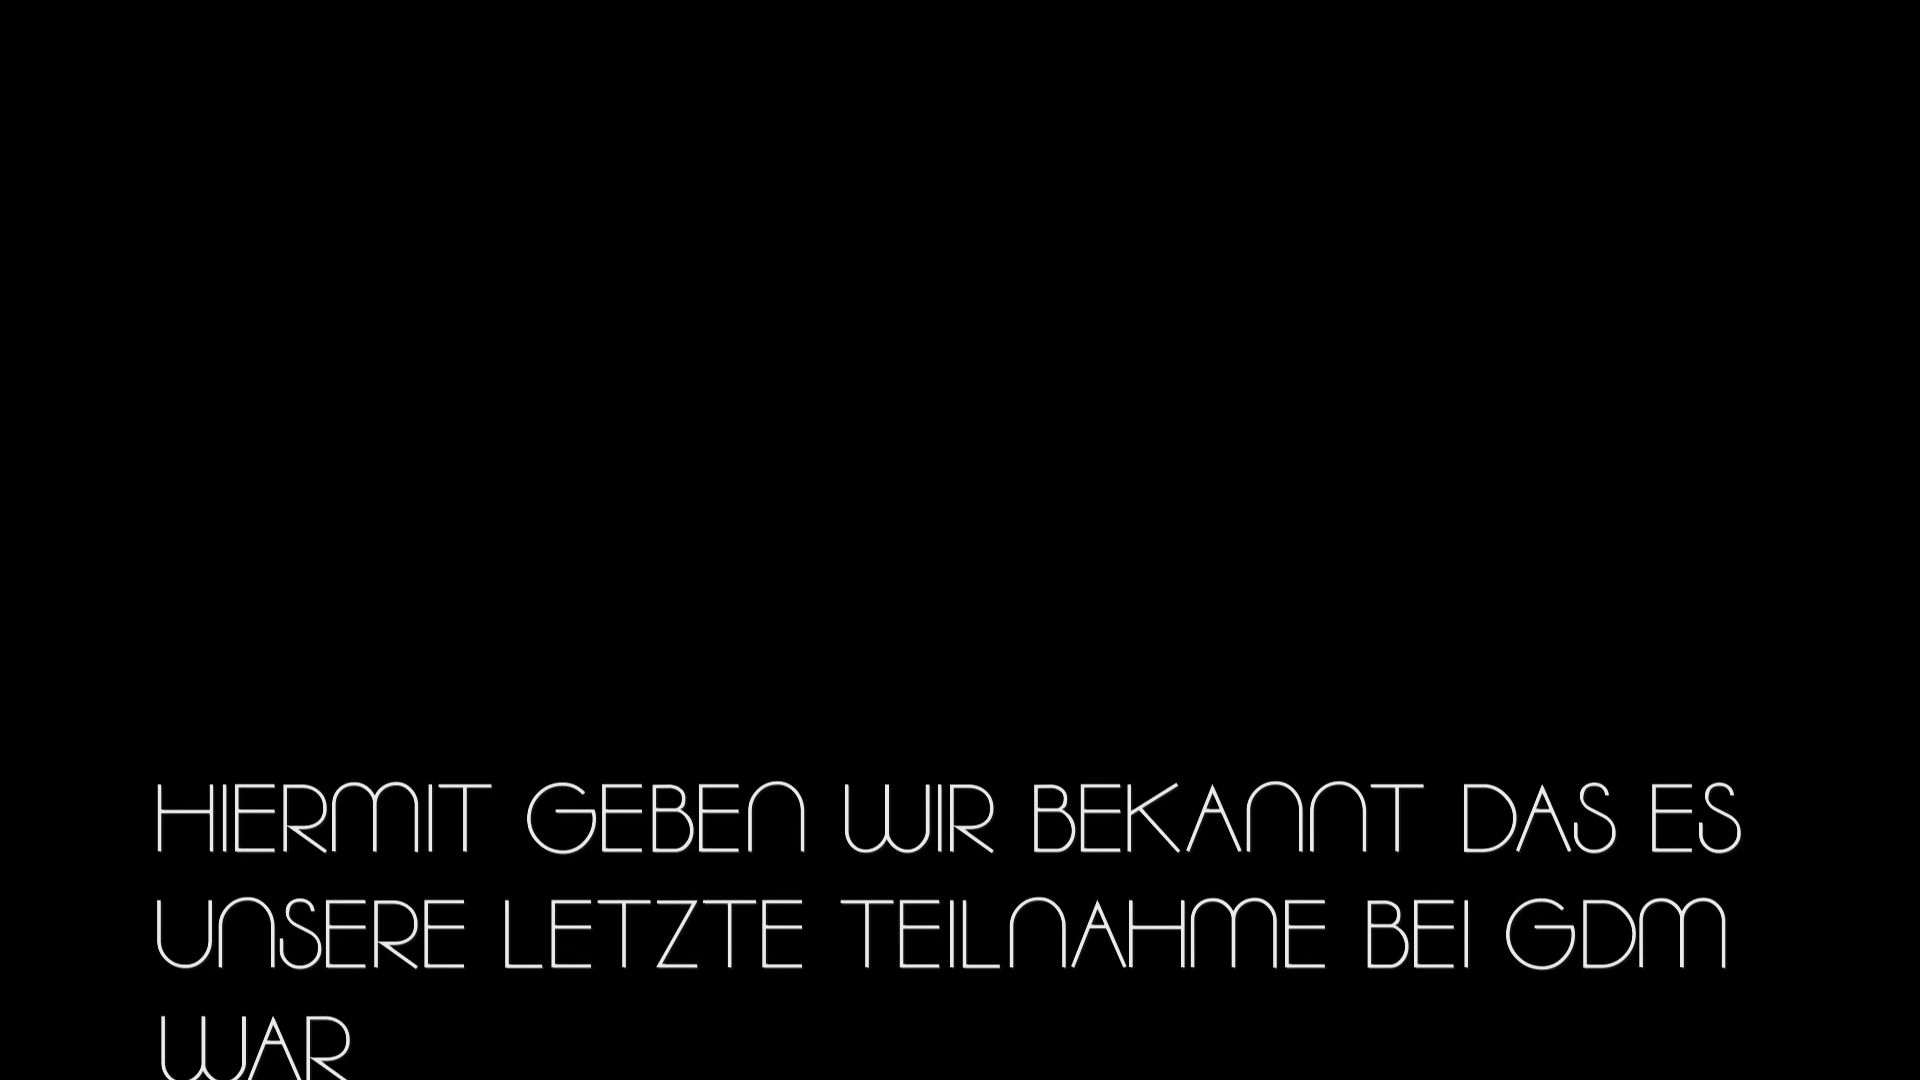 HIERMIT GEBEN WIR BEKANNT DAS ES
UNSERE LETZTE TEILNAHME BEI GDM
WAR